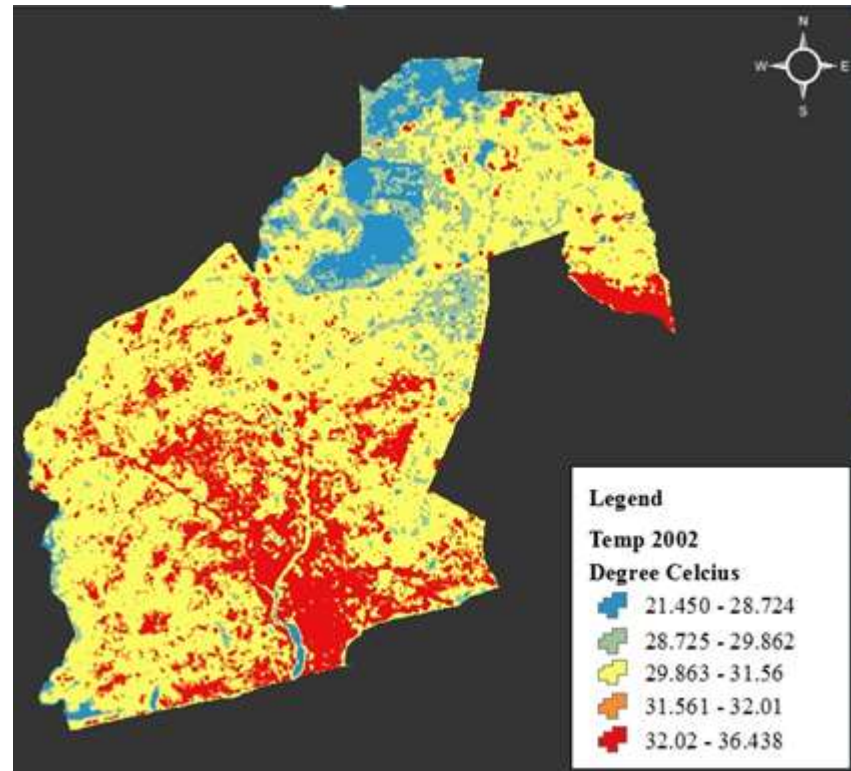 N
W E
S
Legend
Temp 2002
Degree Celcius
21.450 - 28.724
28.725 - 29.862
29.863 - 31.56
31.561 - 32.01
32.02 - 36.438